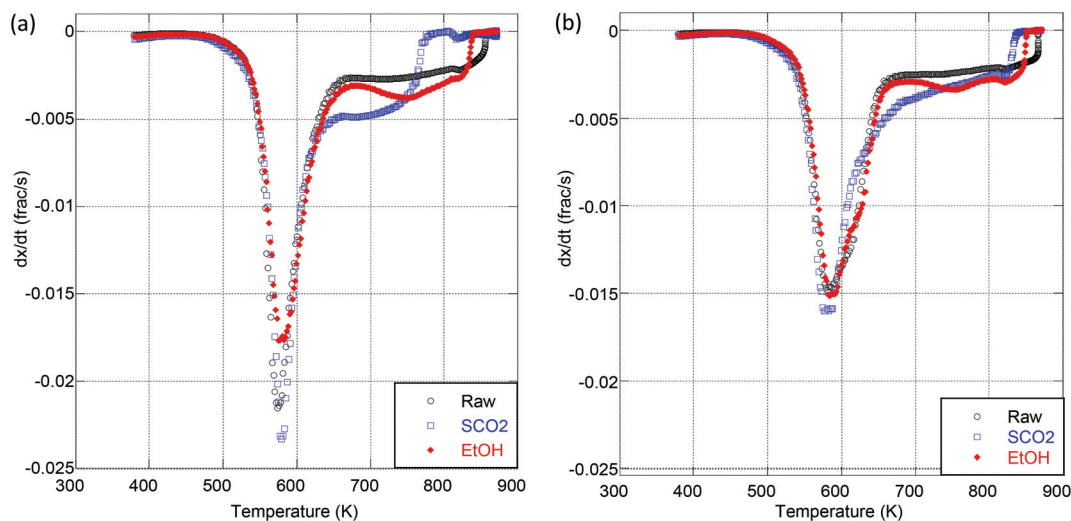 (a)
0
-0.005
-0.01
-0.015
-0.02
-0.025
dx/dt (frac/s)
300 400 500 600 700 800 900
Temperature (K)
Raw
SCO2
EtOH
(b)
0
-0.005
-0.01
-0.015
-0.02
-0.025
dx/dt (frac/s)
300 400 500 600 700 800 900
Temperature (K)
Raw
SCO2
EtOH